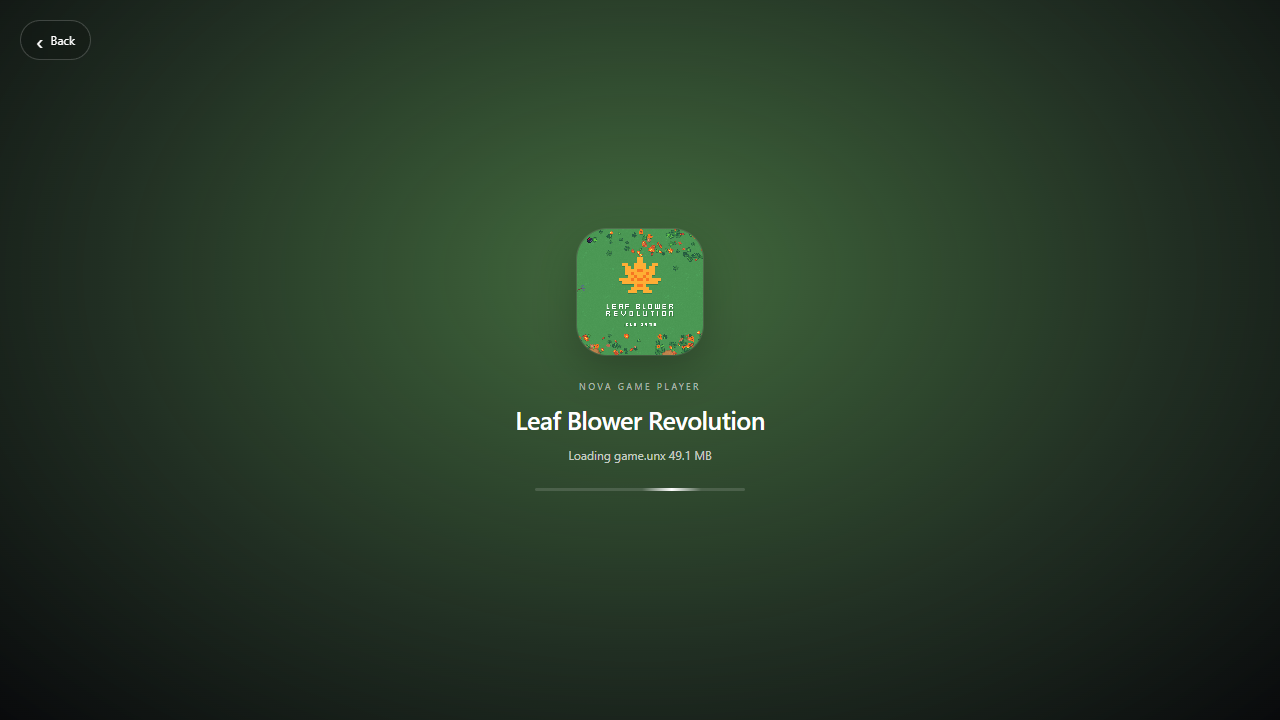 Back
LEAF BLOWER
REVOLUTION
NOVA GAME PLAYER
Leaf Blower Revolution
Loading game.unx 49.1 MB